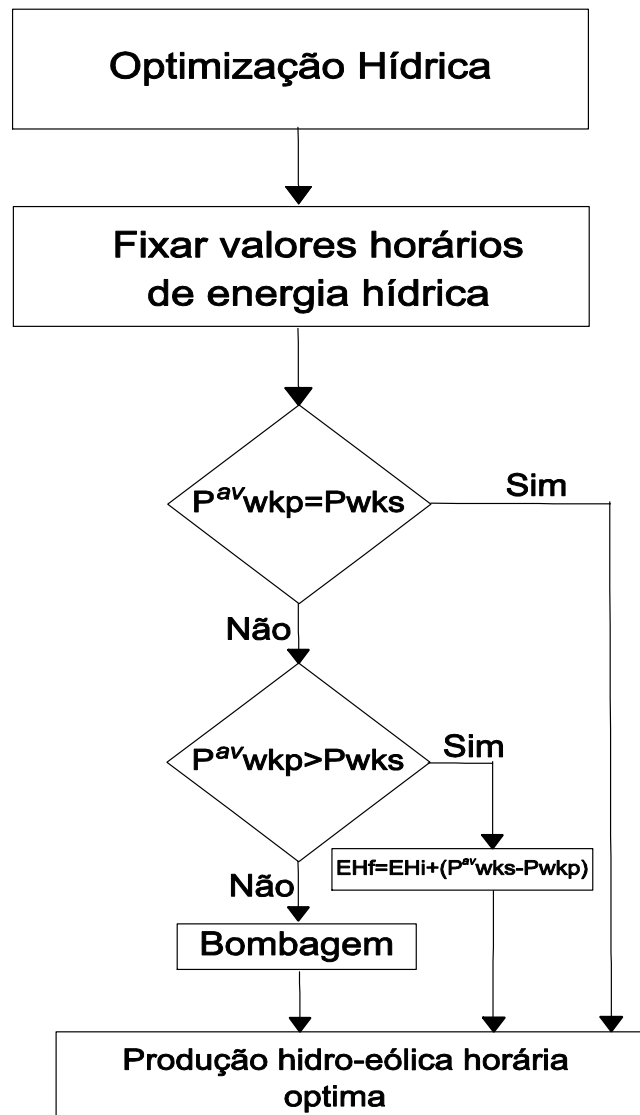 Optimização Hídrica
Fixar valores horários
de energia hídrica
P^av wkp=Pwks
Sim
Não
P^av wkp>Pwks
Sim
EHf=EHi+(P^av wks-Pwkp)
Não
Bombagem
Produção hidro-eólica horária
optima